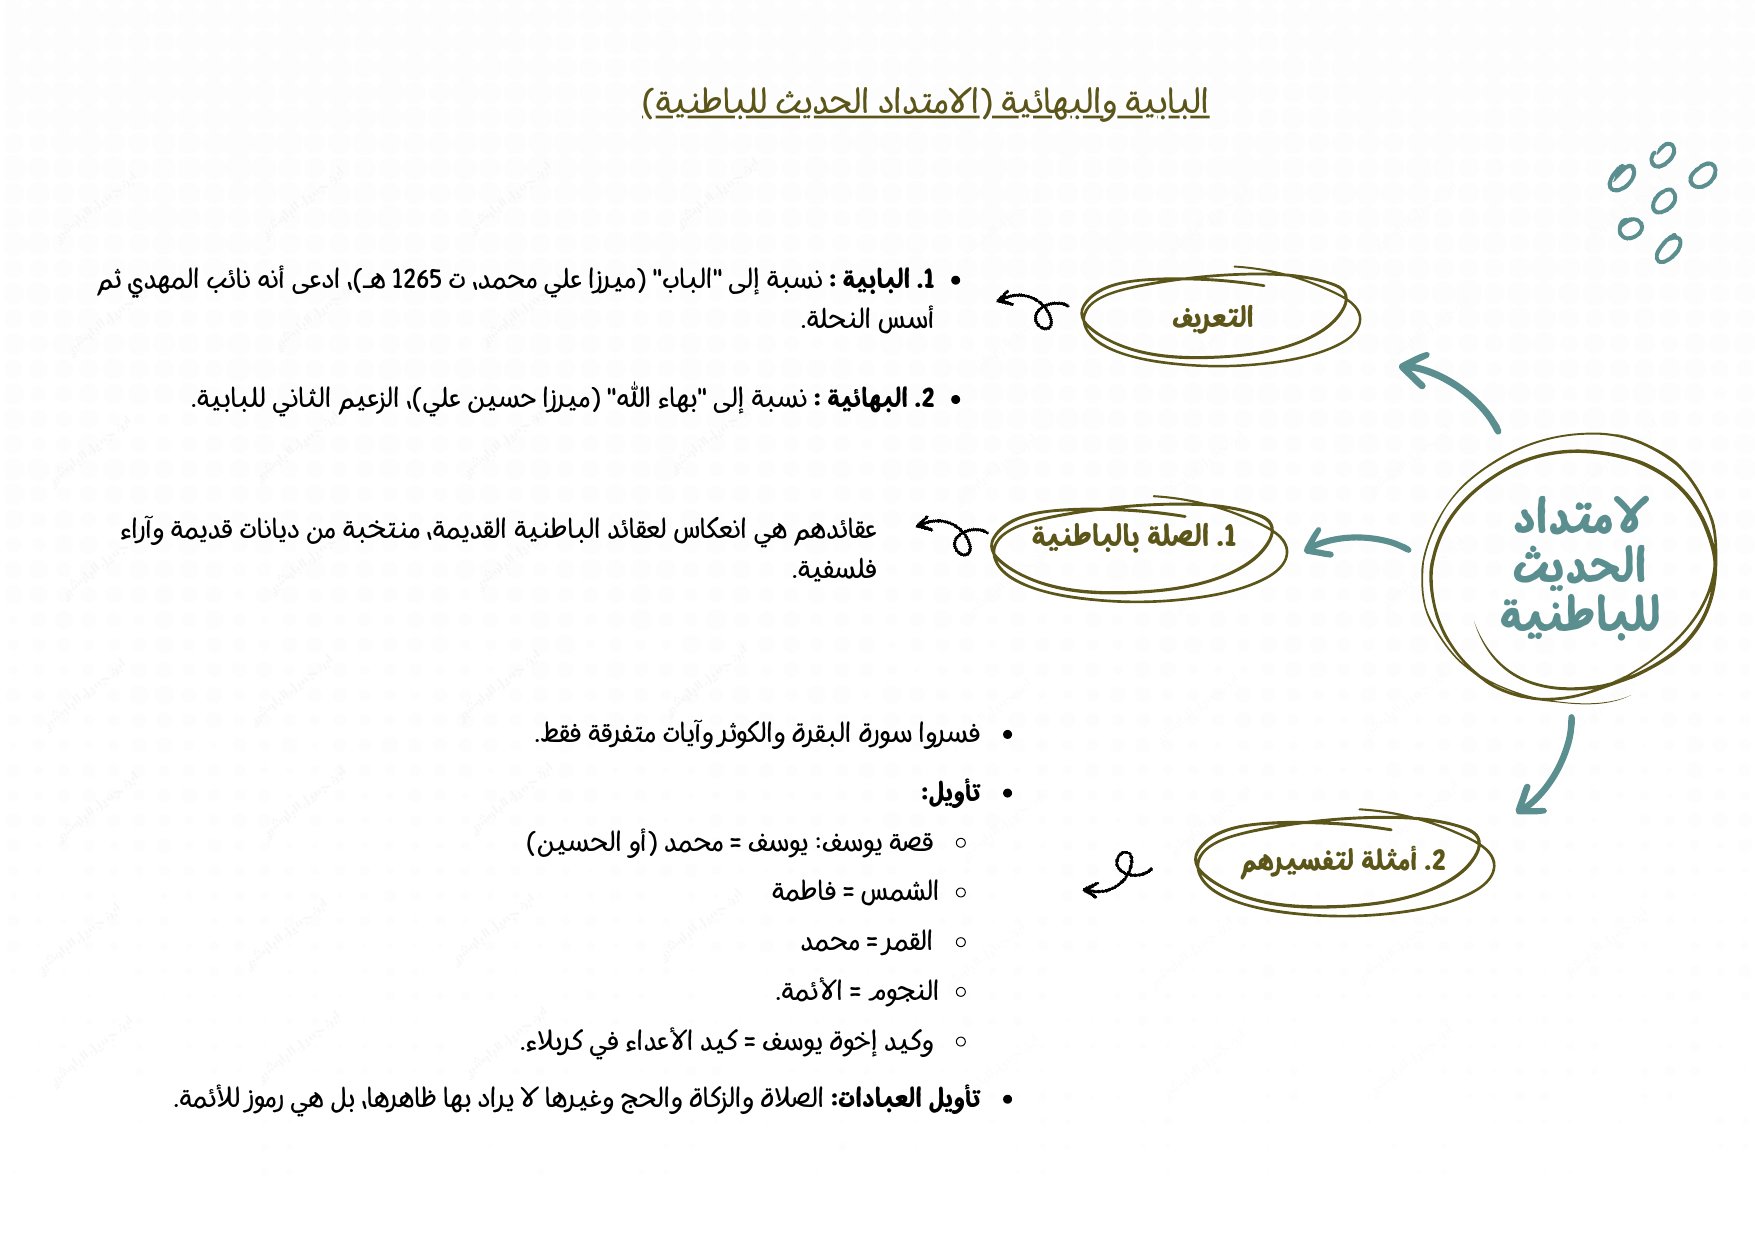 البابية والبهائية (الامتداد الحديث للباطنية)
لامتداد
الحديث
للباطنية
التعريف
1. البابية : نسبة إلى "الباب" (ميرزا علي محمد، ت 1265 هـ)، ادعى أنه نائب المهدي ثم
أسس النحلة.
2. البهائية : نسبة إلى "بهاء الله" (ميرزا حسين علي)، الزعيم الثاني للبابية.
1. الصلة بالباطنية
عقائدهم هي انعكاس لعقائد الباطنية القديمة، منتخبة من ديانات قديمة وآراء
فلسفية.
2. أمثلة لتفسيرهم
فسروا سورة البقرة والكوثر وآيات متفرقة فقط.
تأويل:
قصة يوسف: يوسف = محمد (أو الحسين)
الشمس = فاطمة
القمر = محمد
النجوم = الأئمة.
وكيد إخوة يوسف = كيد الأعداء في كربلاء.
تأويل العبادات: الصلاة والزكاة والحج وغيرها لا يراد بها ظاهرها، بل هي رموز للأئمة.